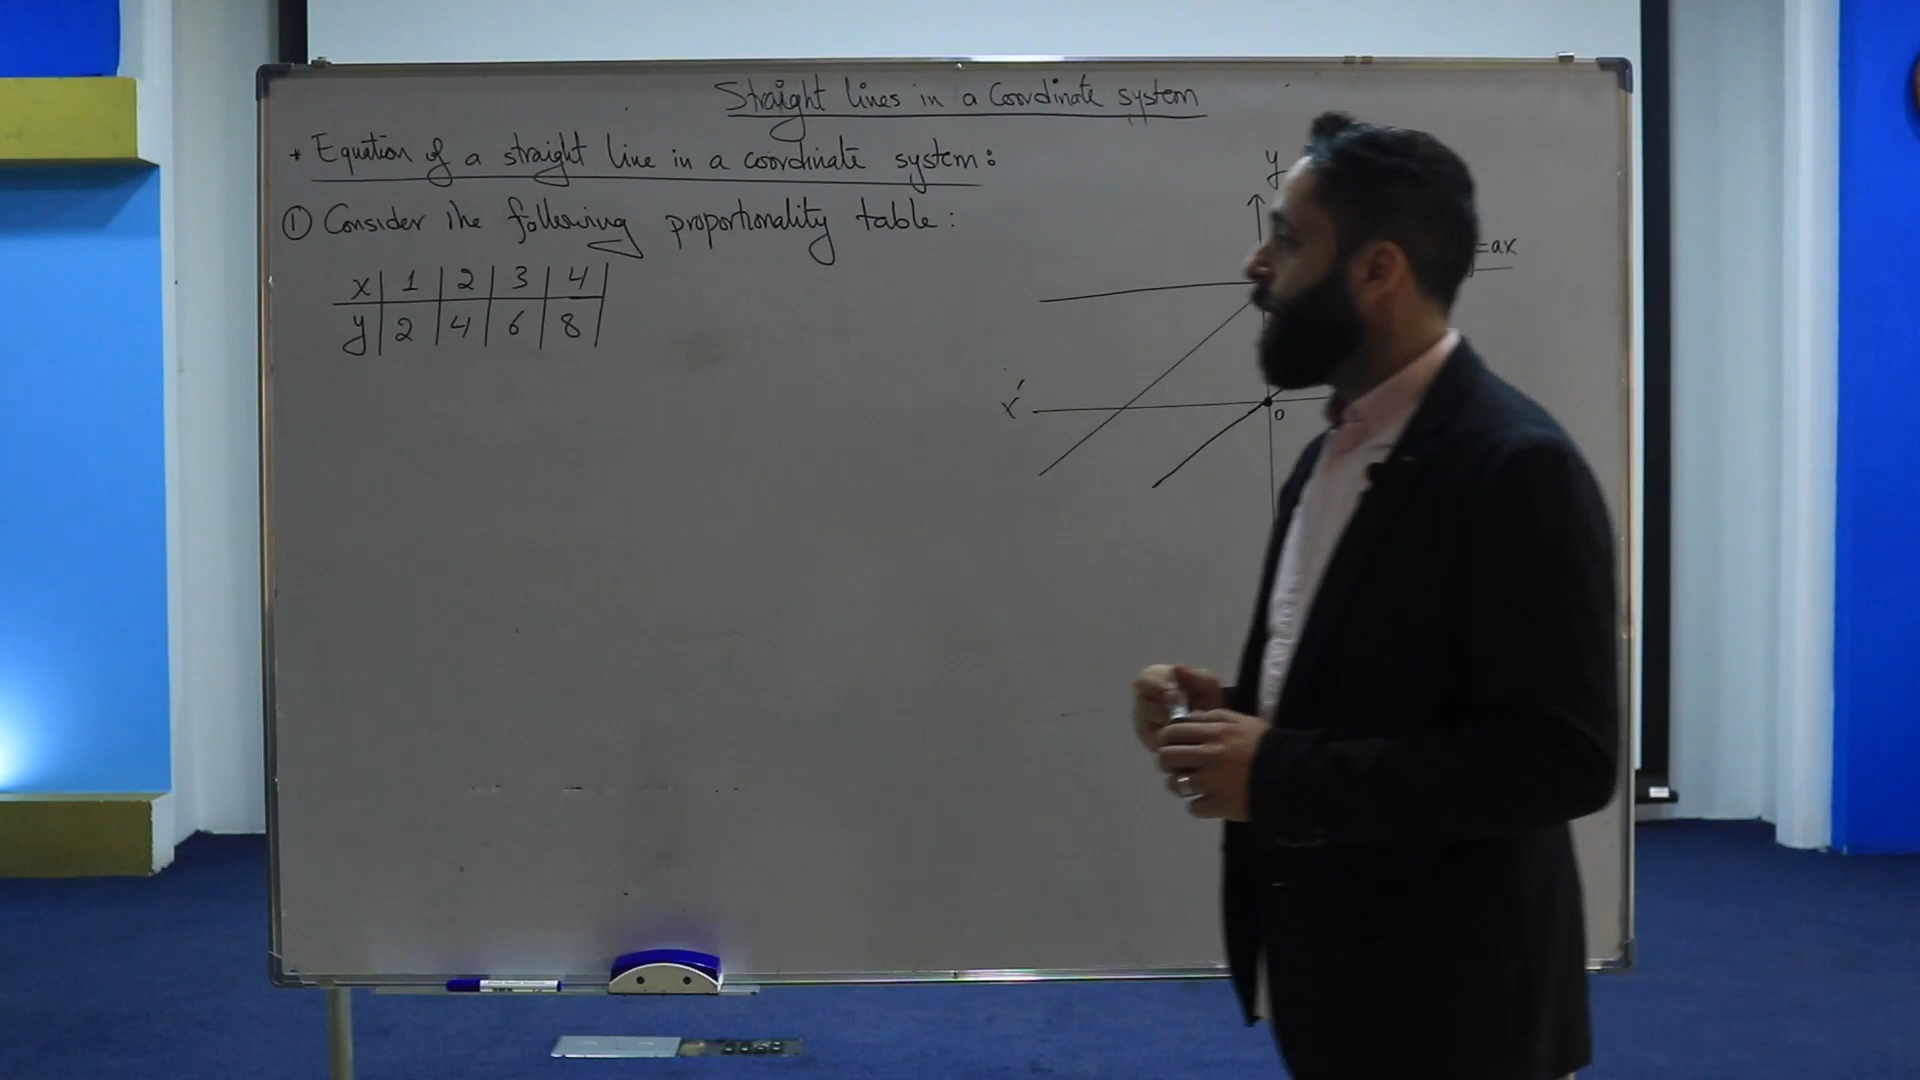 Straight lines in a Coordinate system
* Equation of a straight line in a coordinate system:
① Consider the following proportionality table:
x | 1 | 2 | 3 | 4 |
y | 2 | 4 | 6 | 8 |
y
=ax
x'
o